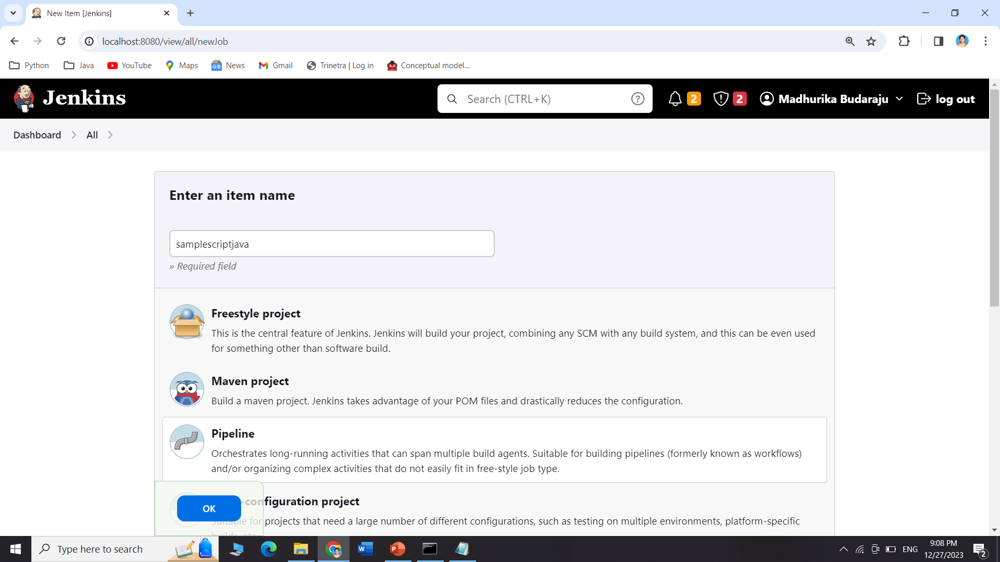 New Item [Jenkins]
localhost:8080/view/all/newJob
Python Java YouTube Maps News Gmail Trinetra | Log in Conceptual model...
Jenkins Search (CTRL+K) ? 2 2 Madhurika Budaraju log out
Dashboard All
Enter an item name
samplescriptjava
» Required field
Freestyle project
This is the central feature of Jenkins. Jenkins will build your project, combining any SCM with any build system, and this can be even used
for something other than software build.
Maven project
Build a maven project. Jenkins takes advantage of your POM files and drastically reduces the configuration.
Pipeline
Orchestrates long-running activities that can span multiple build agents. Suitable for building pipelines (formerly known as workflows)
and/or organizing complex activities that do not easily fit in free-style job type.
-configuration project
OK
Suitable for projects that need a large number of different configurations, such as testing on multiple environments, platform-specific
builds, etc.
Type here to search
ENG
9:08 PM
12/27/2023
2